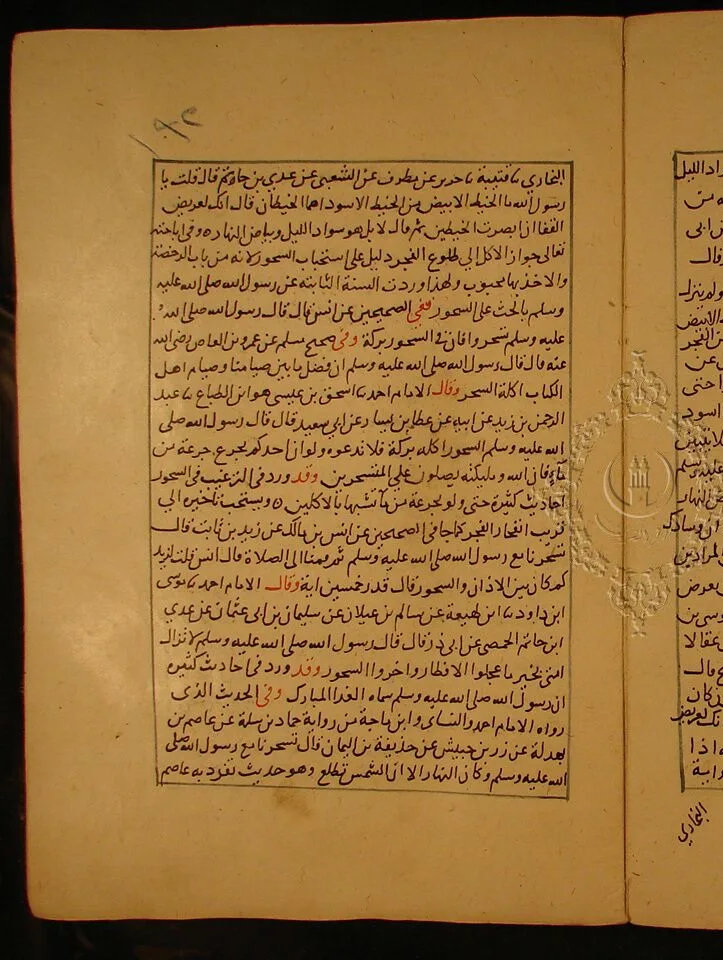 ١٩٢
البخاري ثنا قتيبة ثنا جرير عن مطرف عن الشعبي عن عدي بن حاتم قال قلت يا
رسول الله ما الخيط الابيض من الخيط الاسود اهما الخيطان قال انك لعريض
القفا ان ابصرت الخيطين ثم قال لا بل هو سواد الليل وبياض النهار وفي اباحته
تعالى جواز الاكل الى طلوع الفجر دليل على استحباب السحور لانه من باب الرخصة
والاخذ بها محبوب ولهذا وردت السنة الثابتة عن رسول الله صلى الله عليه
وسلم بالحث على السحور ففي الصحيحين عن انس قال قال رسول الله صلى الله
عليه وسلم تسحروا فان في السحور بركة وفي صحيح مسلم عن عمرو بن العاص رضي الله
عنه قال قال رسول الله صلى الله عليه وسلم ان فضل ما بين صيامنا وصيام اهل
الكتاب اكلة السحر وقال الامام احمد ثنا اسحق بن عيسى هو ابن الطباع ثنا عبد
الرحمن بن زيد عن ابيه عن عطا بن يسار عن ابي سعيد قال قال رسول الله صلى
الله عليه وسلم السحور اكله بركة فلا تدعوه ولو ان احدكم يجرع جرعة من
ماء فان الله وملئكته يصلون على المتسحرين وقد ورد في الترغيب في السحور
احاديث كثيرة حتى ولو بجرعة من ما تشبها بالاكلين ويستحب تاخيره الى
قريب انفجار الفجر كما جا في الصحيحين عن انس بن مالك عن زيد بن ثابت قال
تسحرنا مع رسول الله صلى الله عليه وسلم ثم قمنا الى الصلاة قال انس قلت لزيد
كم كان بين الاذان والسحور قال قدر خمسين اية وقال الامام احمد ثنا موسى
ابن داود ثنا ابن لهيعة عن سالم بن غيلان عن سليمان بن ابي عثمان عن عدي
ابن حاتم الحمصي عن ابي ذر قال قال رسول الله صلى الله عليه وسلم لا تزال
امتي بخير ما عجلوا الافطار واخروا السحور وقد ورد في احاديث كثيره
ان رسول الله صلى الله عليه وسلم سماه الغدا المبارك وفي الحديث الذي
رواه الامام احمد والنساي وابن ماجة من رواية حماد بن سلمة عن عاصم بن
بهدلة عن زر بن حبيش عن حذيفة بن اليمان قال تسحرنا مع رسول الله صلى
الله عليه وسلم وكان النهار الا ان الشمس لم تطلع وهو حديث تفرد به عاصم
البخاري